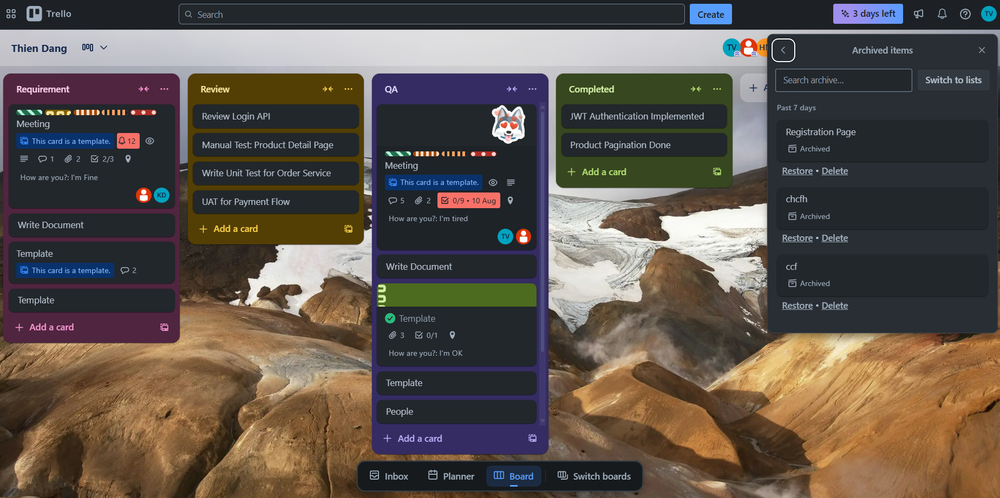 Trello
Search
Create
3 days left
TV
Thien Dang
TV
Requirement
Meeting
This card is a template.
12
1
2
2/3
How are you?: I'm Fine
KD
Write Document
Template
This card is a template.
2
Template
Add a card
Review
Review Login API
Manual Test: Product Detail Page
Write Unit Test for Order Service
UAT for Payment Flow
Add a card
QA
Meeting
This card is a template.
5
2
0/9 • 10 Aug
How are you?: I'm tired
TV
Write Document
Template
3
0/1
How are you?: I'm OK
Template
People
Add a card
Completed
JWT Authentication Implemented
Product Pagination Done
Add a card
Archived items
Search archive...
Switch to lists
Past 7 days
Registration Page
Archived
Restore • Delete
chcfh
Archived
Restore • Delete
ccf
Archived
Restore • Delete
Inbox
Planner
Board
Switch boards